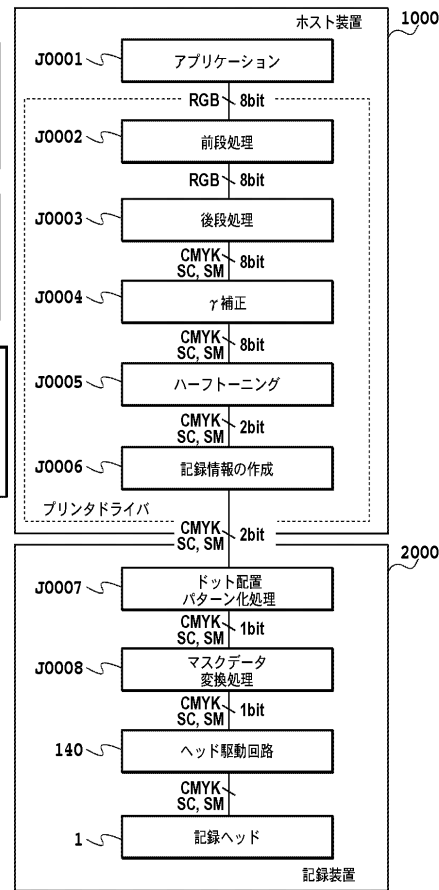 ホスト装置
1000
J0001
アプリケーション
RGB 8bit
J0002
前段処理
RGB 8bit
J0003
後段処理
CMYK
SC, SM
8bit
J0004
γ補正
CMYK
SC, SM
8bit
J0005
ハーフトーニング
CMYK
SC, SM
2bit
J0006
記録情報の作成
プリンタドライバ
CMYK
SC, SM
2bit
2000
J0007
ドット配置
パターン化処理
CMYK
SC, SM
1bit
J0008
マスクデータ
変換処理
CMYK
SC, SM
1bit
140
ヘッド駆動回路
CMYK
SC, SM
1
記録ヘッド
記録装置